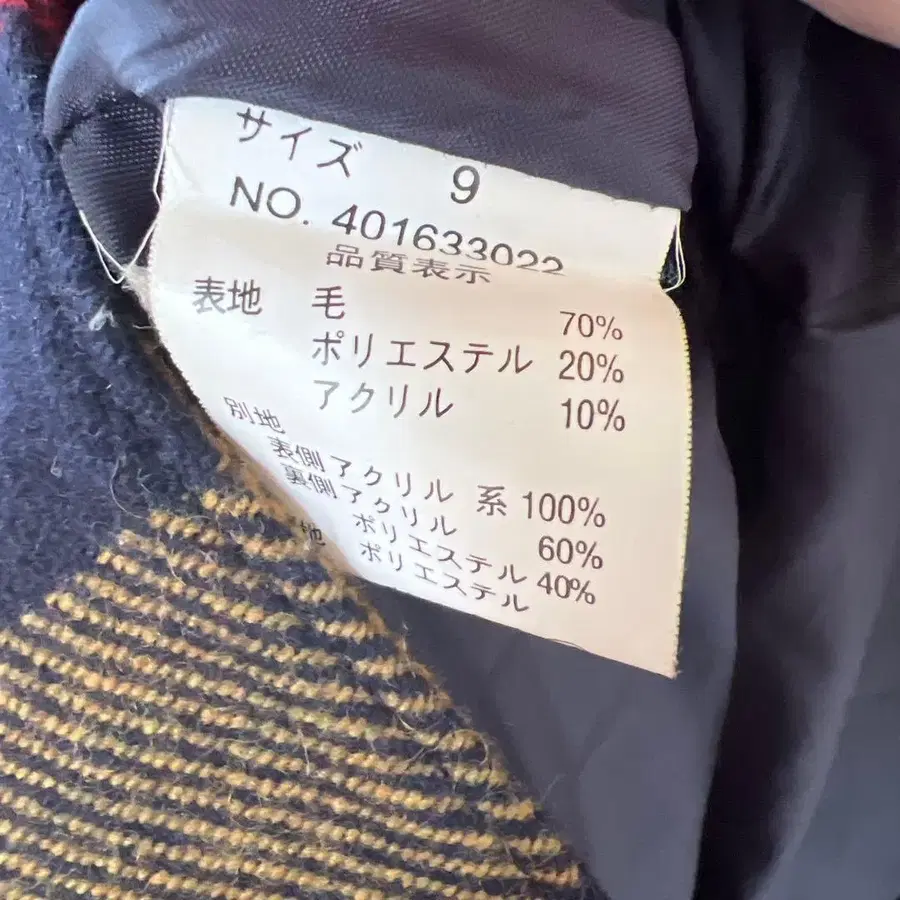 サイズ 9
NO. 401633022
品質表示
表地 毛 70%
ポリエステル 20%
アクリル 10%
別地
表側アクリル 系 100%
裏側アクリル 60%
ポリエステル 40%
地 ポリエステル